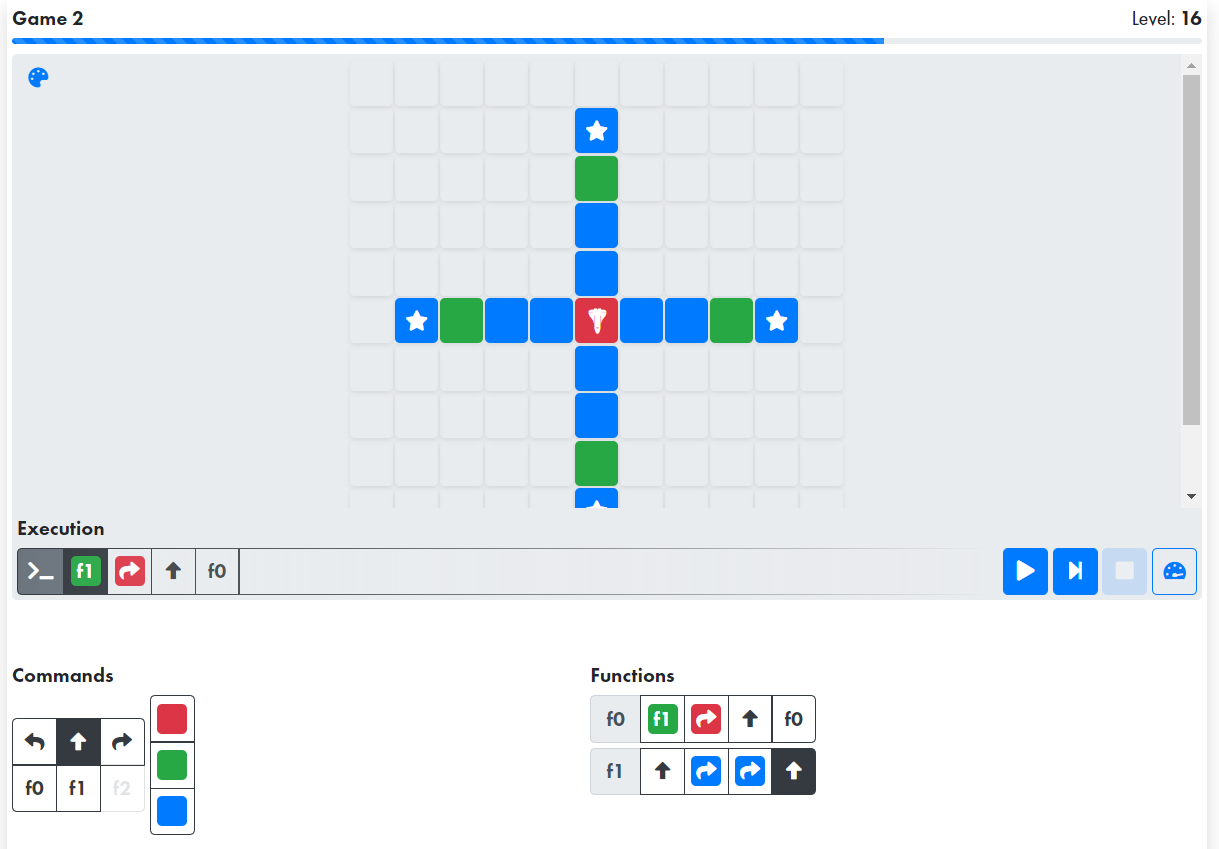 Game 2
Level: 16
Execution
f1 f0
Commands
Functions
f0 f1 f0
f1
f0 f1 f2